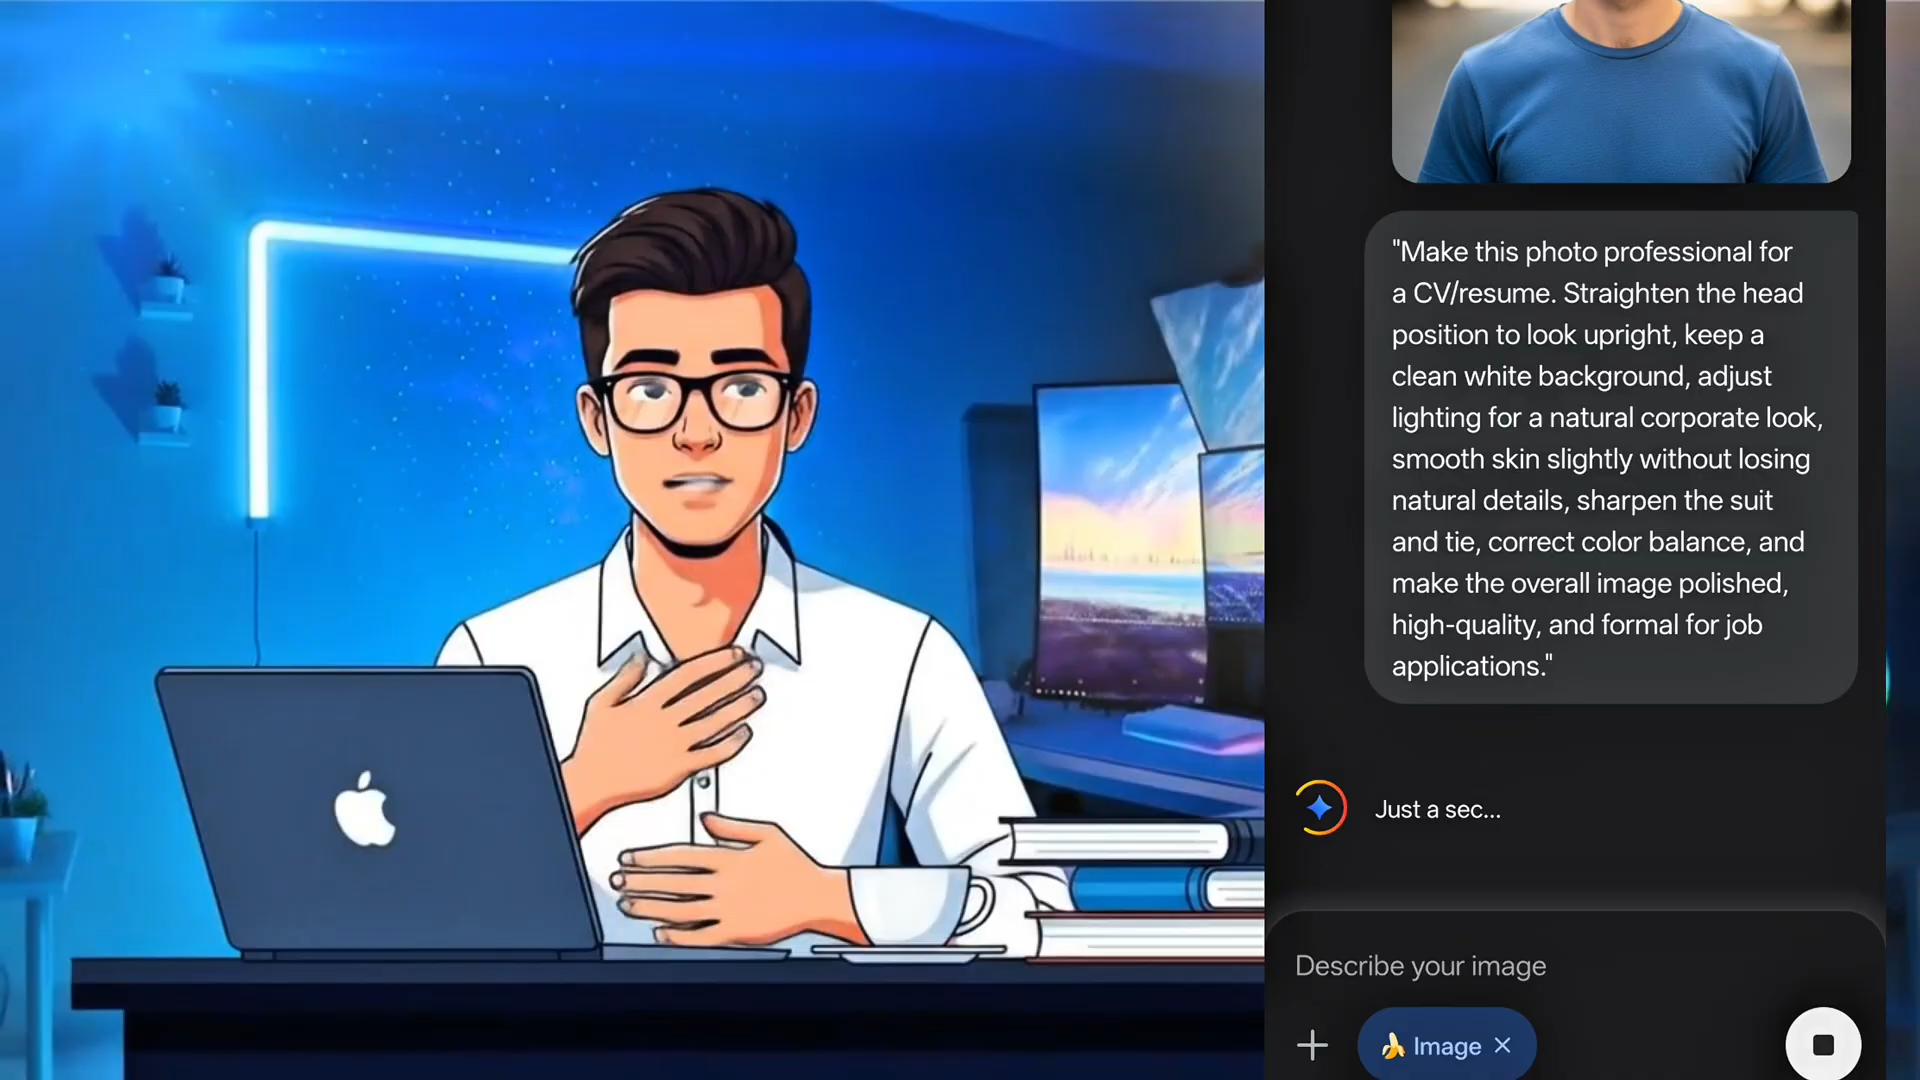 "Make this photo professional for
a CV/resume. Straighten the head
position to look upright, keep a
clean white background, adjust
lighting for a natural corporate look,
smooth skin slightly without losing
natural details, sharpen the suit
and tie, correct color balance, and
make the overall image polished,
high-quality, and formal for job
applications."
Just a sec...
Describe your image
Image